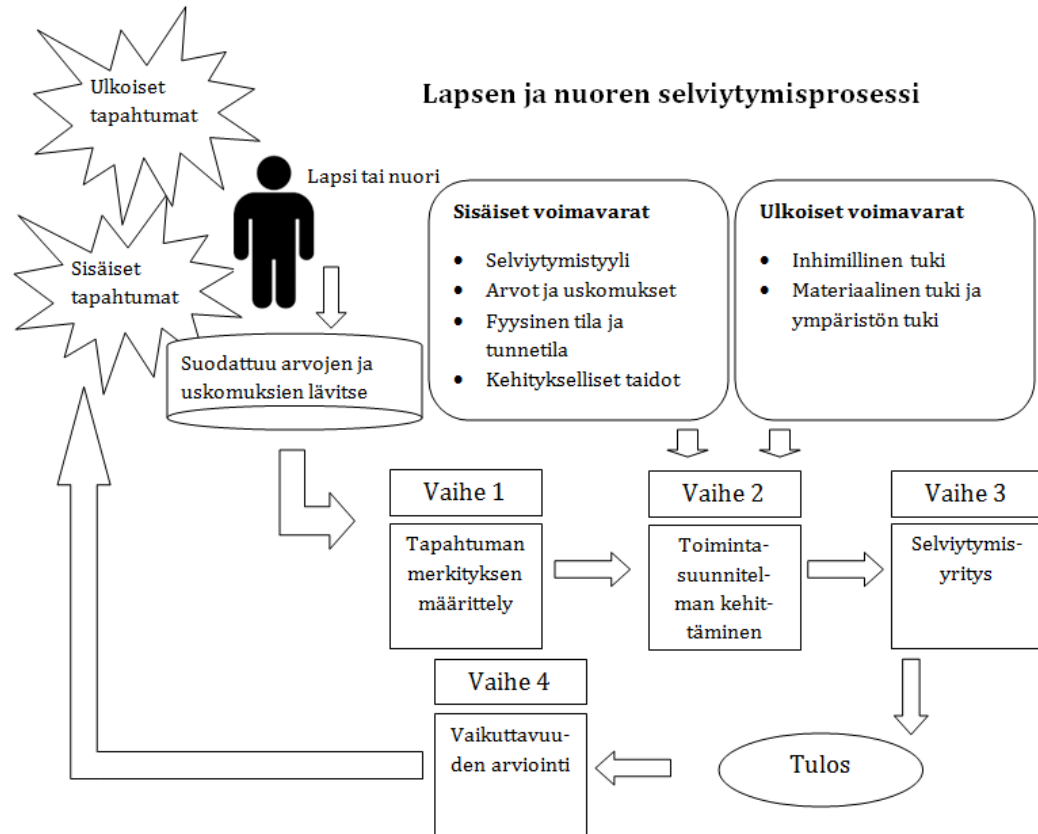 Ulkoiset
tapahtumat
Lapsen ja nuoren selviytymisprosessi
Lapsi tai nuori
Sisäiset
tapahtumat
Sisäiset voimavarat
• Selviytymistyyli
• Arvot ja uskomukset
• Fyysinen tila ja
tunnetila
• Kehitykselliset taidot
Ulkoiset voimavarat
• Inhimillinen tuki
• Materiaalinen tuki ja
ympäristön tuki
Suodattuu arvojen ja
uskomuksien lävitse
Vaihe 1
Tapahtuman
merkityksen
määrittely
Vaihe 2
Toiminta-
suunnitel-
man kehit-
täminen
Vaihe 3
Selviytymis-
yritys
Vaihe 4
Vaikuttavuu-
den arviointi
Tulos